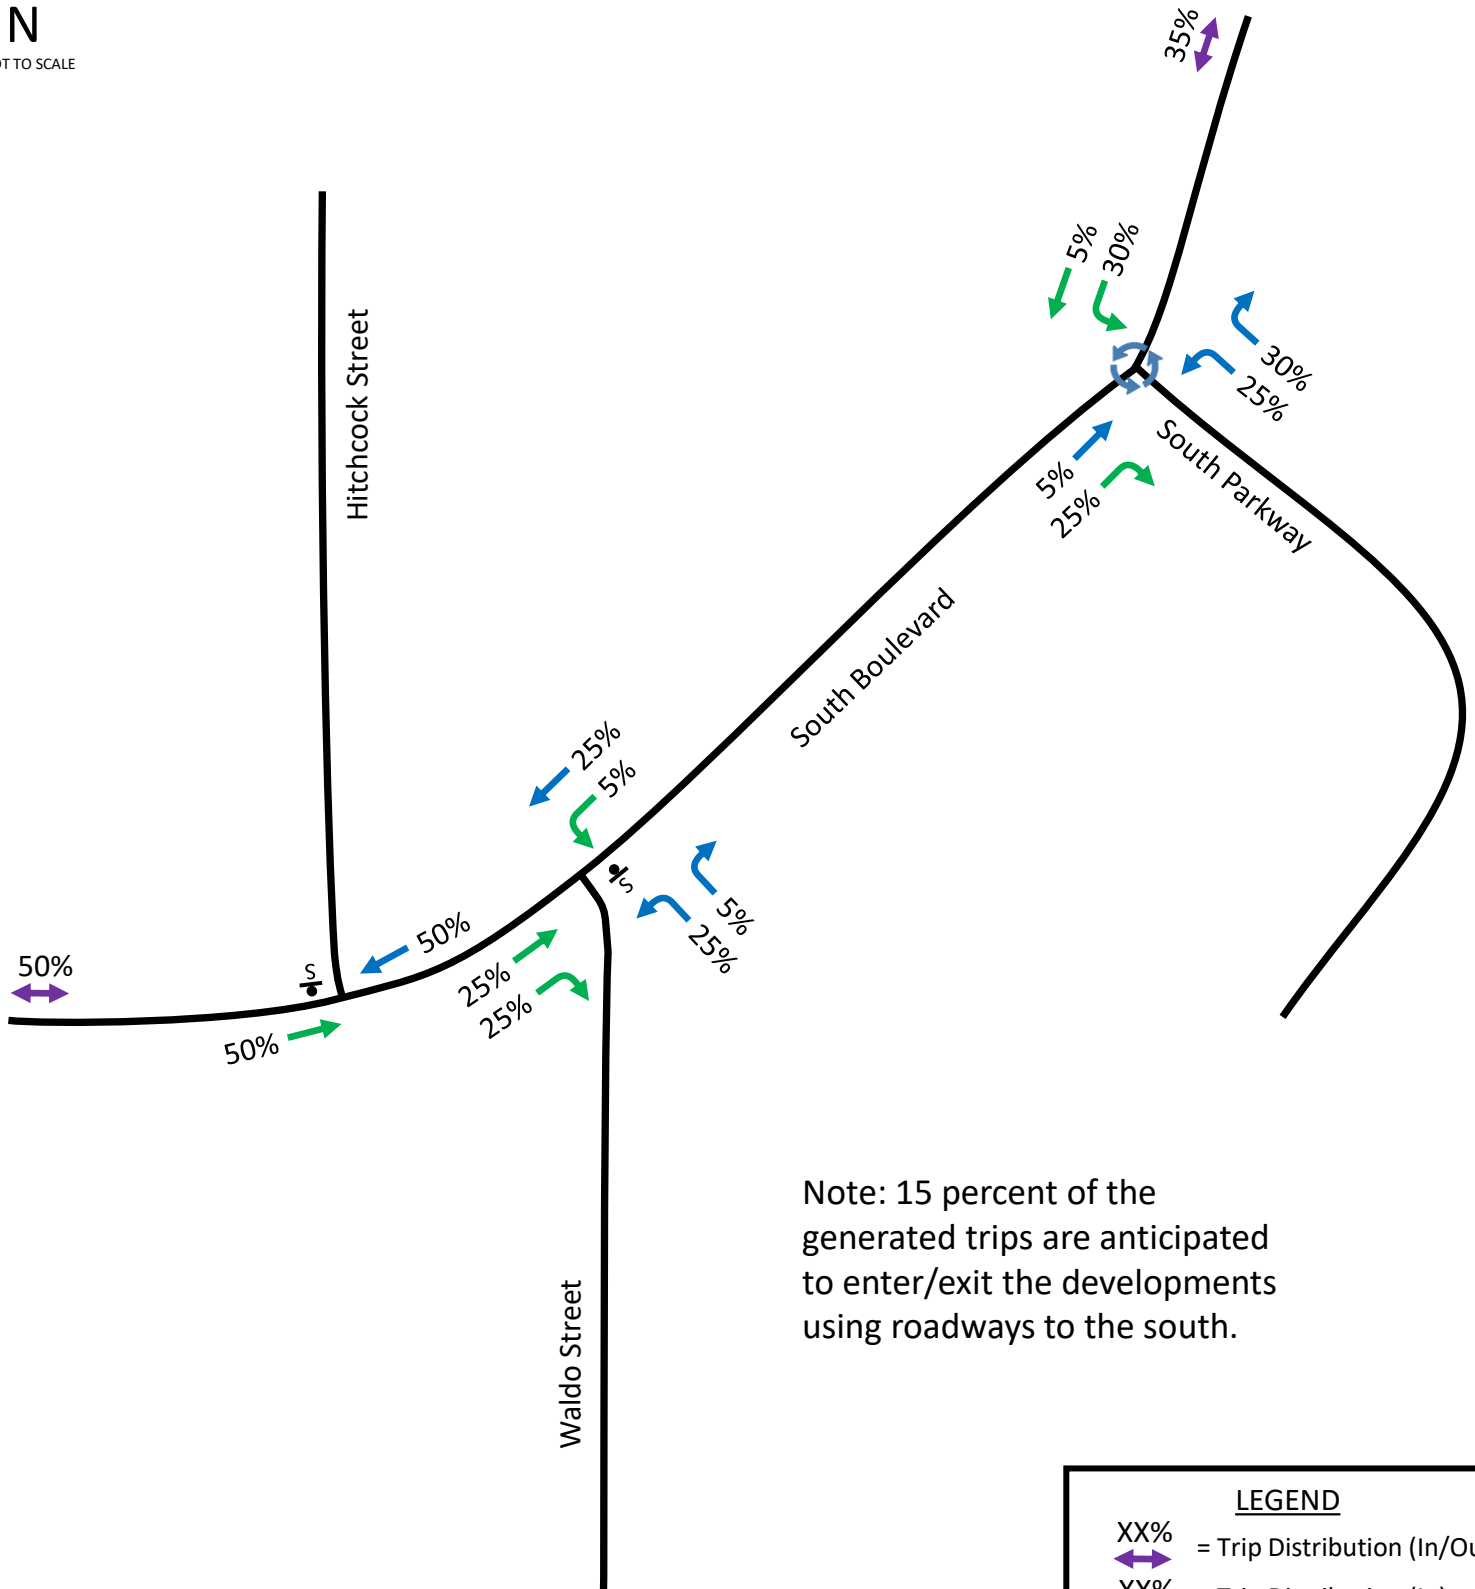 N
OT TO SCALE
35%
5%
30%
30%
25%
Hitchcock Street
5%
25%
South Parkway
South Boulevard
25%
5%
S
5%
25%
50%
25%
25%
50%
S
50%
Note: 15 percent of the
generated trips are anticipated
to enter/exit the developments
using roadways to the south.
Waldo Street
LEGEND
XX%
= Trip Distribution (In/Ou
XX%